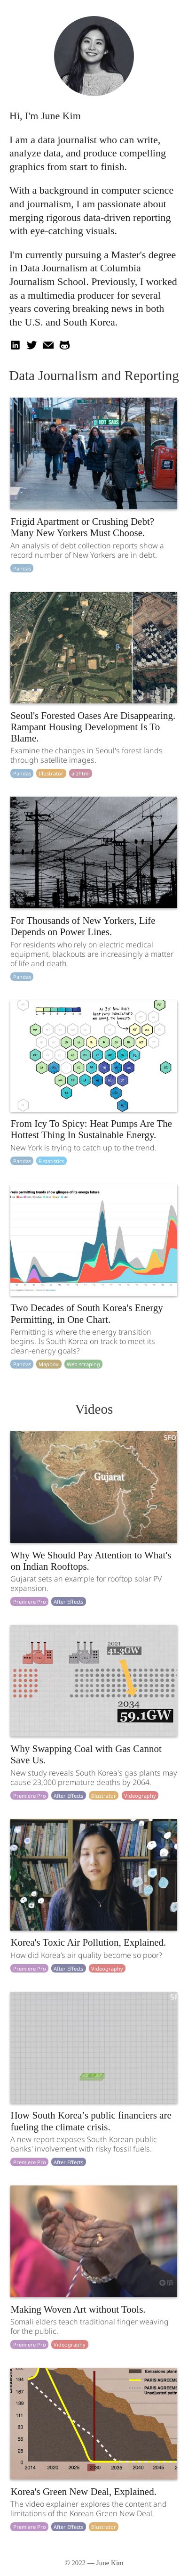 Hi, I'm June Kim
I am a data journalist who can write,
analyze data, and produce compelling
graphics from start to finish.
With a background in computer science
and journalism, I am passionate about
merging rigorous data-driven reporting
with eye-catching visuals.
I'm currently pursuing a Master's degree
in Data Journalism at Columbia
Journalism School. Previously, I worked
as a multimedia producer for several
years covering breaking news in both
the U.S. and South Korea.
Data Journalism and Reporting
HOT DOGS
Frigid Apartment or Crushing Debt?
Many New Yorkers Must Choose.
An analysis of debt collection reports show a
record number of New Yorkers are in debt.
Pandas
Seoul's Forested Oases Are Disappearing.
Rampant Housing Development Is To
Blame.
Examine the changes in Seoul's forest lands
through satellite images.
Pandas Illustrator ai2html
For Thousands of New Yorkers, Life
Depends on Power Lines.
For residents who rely on electric medical
equipment, blackouts are increasingly a matter
of life and death.
Pandas
From Icy To Spicy: Heat Pumps Are The
Hottest Thing In Sustainable Energy.
New York is trying to catch up to the trend.
Pandas R statistics
Two Decades of South Korea's Energy
Permitting, in One Chart.
Permitting is where the energy transition
begins. Is South Korea on track to meet its
clean-energy goals?
Pandas Mapbox Web scraping
Videos
SFO
Gujarat
Why We Should Pay Attention to What's
on Indian Rooftops.
Gujarat sets an example for rooftop solar PV
expansion.
Premiere Pro After Effects
2021
41.3GW
2034
59.1GW
Why Swapping Coal with Gas Cannot
Save Us.
New study reveals South Korea's gas plants may
cause 23,000 premature deaths by 2064.
Premiere Pro After Effects Illustrator Videography
Korea's Toxic Air Pollution, Explained.
How did Korea's air quality become so poor?
Premiere Pro After Effects Videography
How South Korea’s public financiers are
fueling the climate crisis.
A new report exposes South Korean public
banks' involvement with risky fossil fuels.
Premiere Pro After Effects
Making Woven Art without Tools.
Somali elders teach traditional finger weaving
for the public.
Premiere Pro Videography
2014 2020 2025 2030 2035 2040 20
Korea's Green New Deal, Explained.
The video explainer explores the content and
limitations of the Korean Green New Deal.
Premiere Pro After Effects Illustrator
© 2022 — June Kim